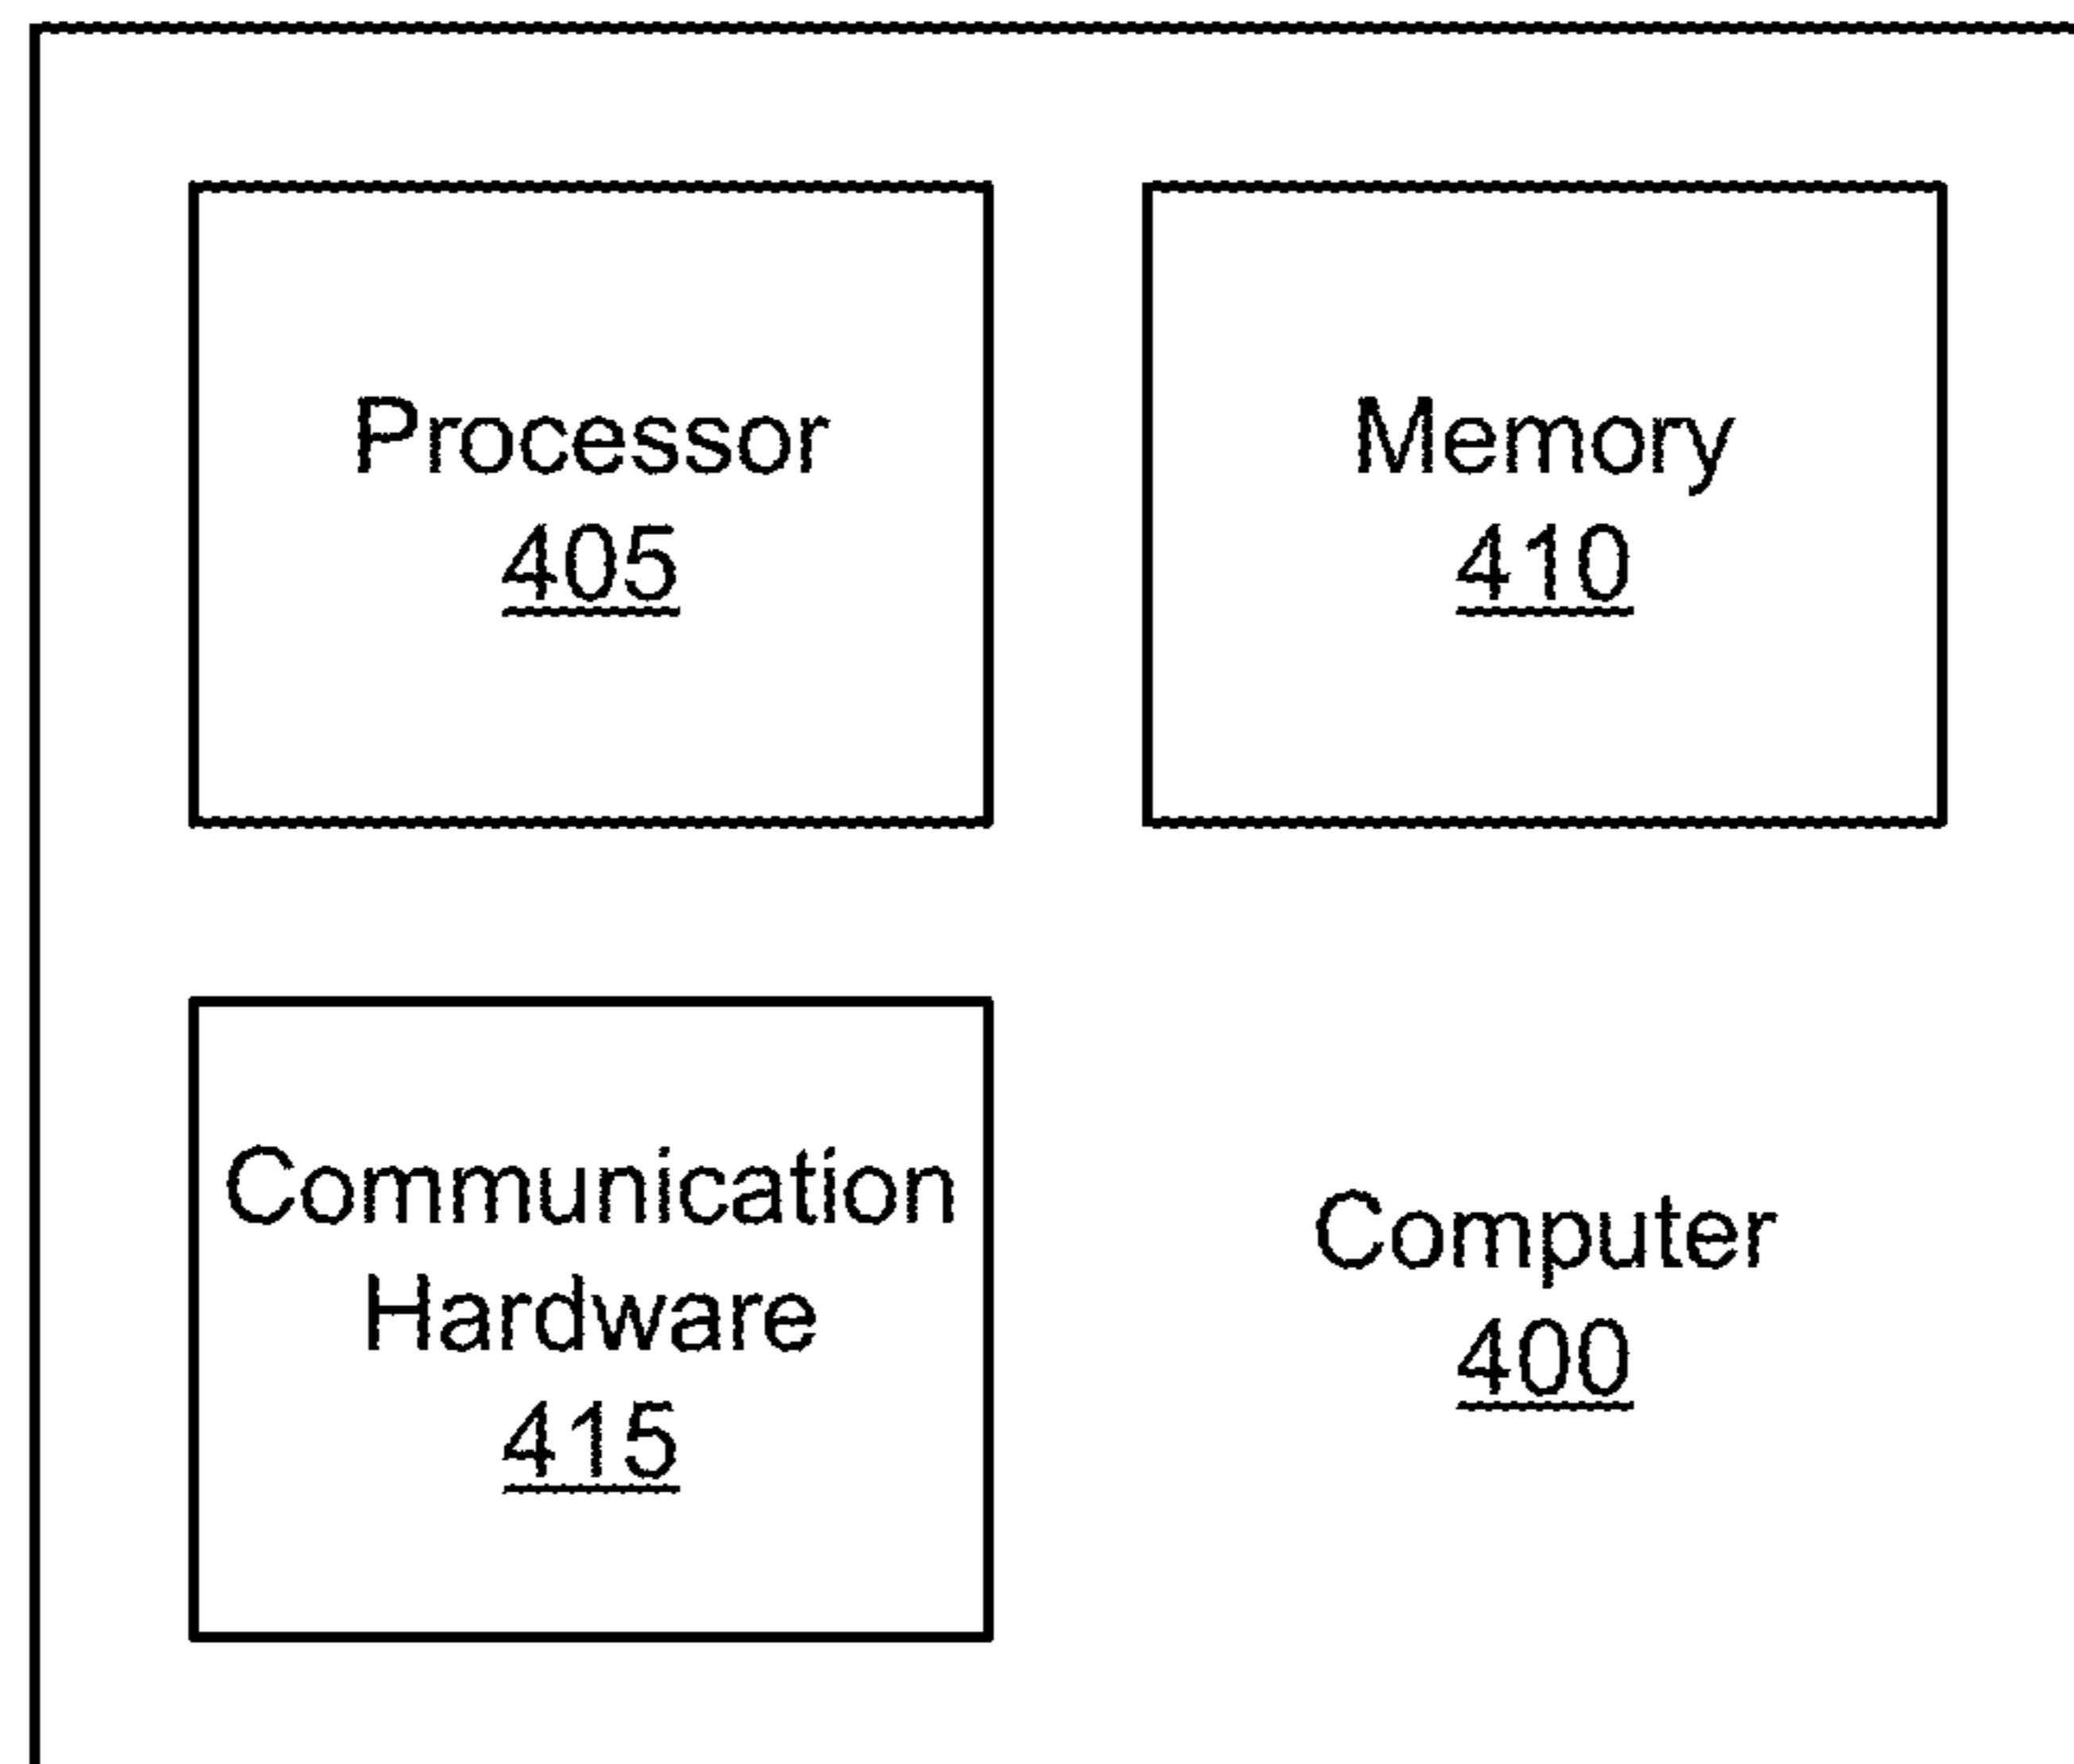 Processor
405
Memory
410
Communication
Hardware
415
Computer
400